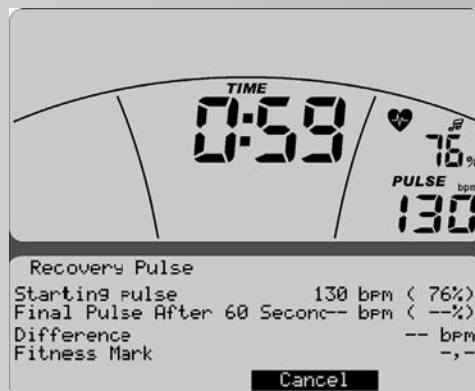 TIME
0:59
76%
PULSE bpm
130
Recovery Pulse
Starting pulse 130 bpm ( 76%)
Final Pulse After 60 Secon-- bpm ( --%)
Difference -- bpm
Fitness Mark -,-
Cancel